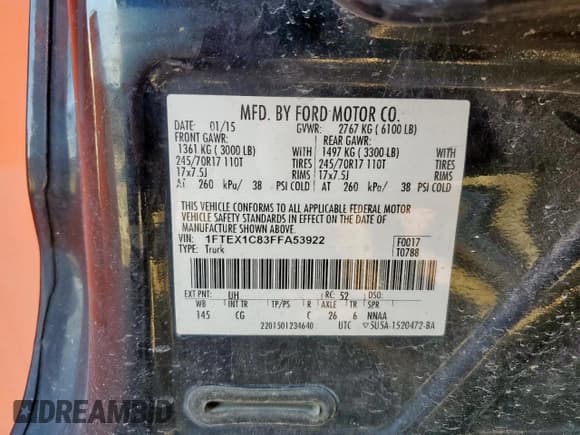 MFD. BY FORD MOTOR CO.
DATE: 01/15 GVWR: 2767 KG ( 6100 LB)
FRONT GAWR: REAR GAWR:
1361 KG ( 3000 LB) WITH 1497 KG ( 3300 LB) WITH
245/70R17 110T TIRES 245/70R17 110T TIRES
17x7.5J RIMS 17x7.5J RIMS
AT 260 kPa/ 38 PSI COLD AT 260 kPa/ 38 PSI COLD
THIS VEHICLE CONFORMS TO ALL APPLICABLE FEDERAL MOTOR
VEHICLE SAFETY STANDARDS IN EFFECT ON THE DATE OF
MANUFACTURE SHOWN ABOVE.
VIN: 1FTEX1C83FFA53922 F0017
TYPE: Truck T0788
EXT PNT: UH RC: 52 DSO:
WB INT TR TP/PS R AXLE TR SPR
145 CG C 26 6 NNAA
2201501234640 UTC SU5A-1520472-BA
DREAMBID